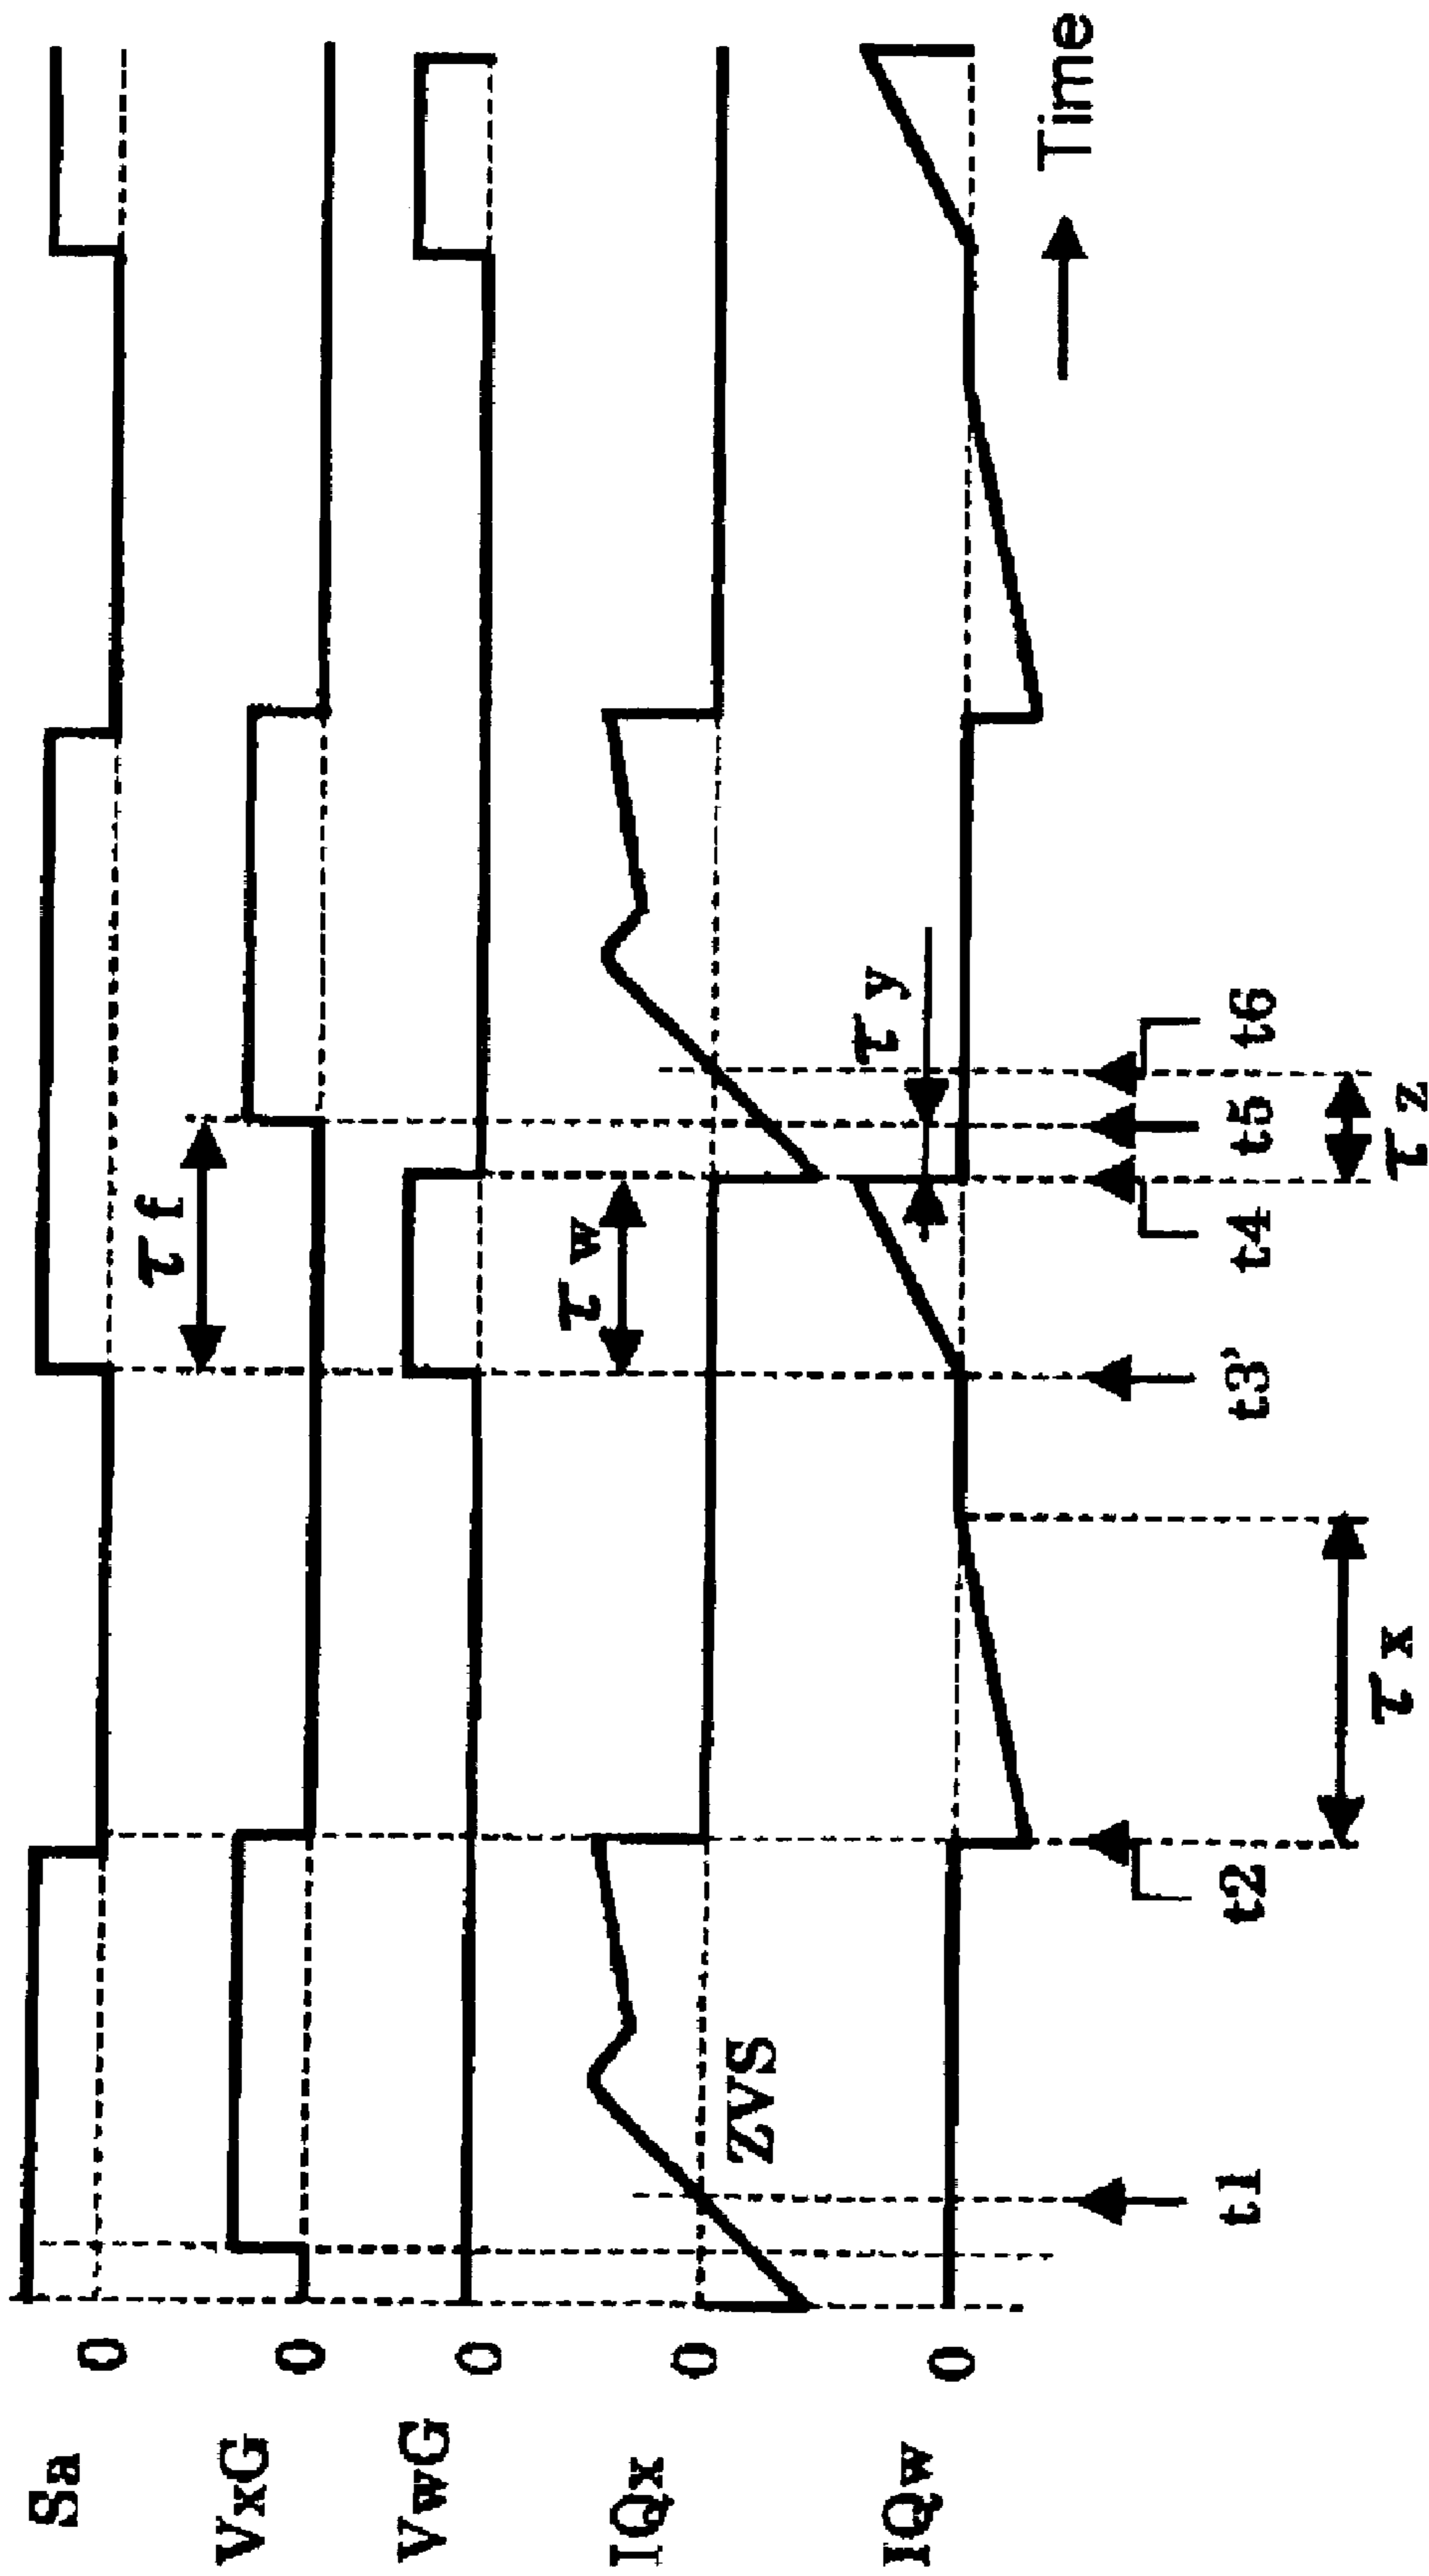 Sa
0
VxG
0
τf
VwG
0
τw
IQx
0
ZVS
IQw
0
τy
Time
t1
t2
t3'
t4
t5
t6
τx
τz